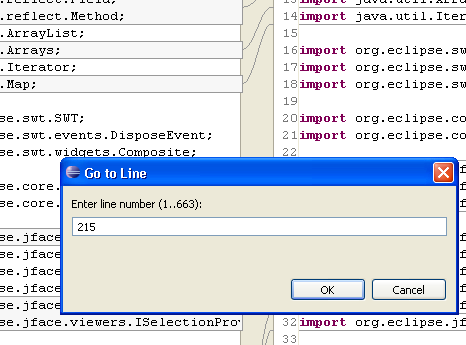 .reflect.Field;
.reflect.Method;
.ArrayList;
.Arrays;
.Iterator;
.Map;
se.swt.SWT;
se.swt.events.DisposeEvent;
se.swt.widgets.Composite;
se.core.
se.core.
se.jface
se.jface
se.jface
se.jface
se.jface
se.jface.viewers.ISelectionPro
13 import java.util.Arra
14 import java.util.Iter
15
16 import org.eclipse.sw
17 import org.eclipse.sw
18 import org.eclipse.sw
19
20 import org.eclipse.co
21 import org.eclipse.co
22
32 import org.eclipse.jf
33
Go to Line
Enter line number (1..663):
215
OK
Cancel